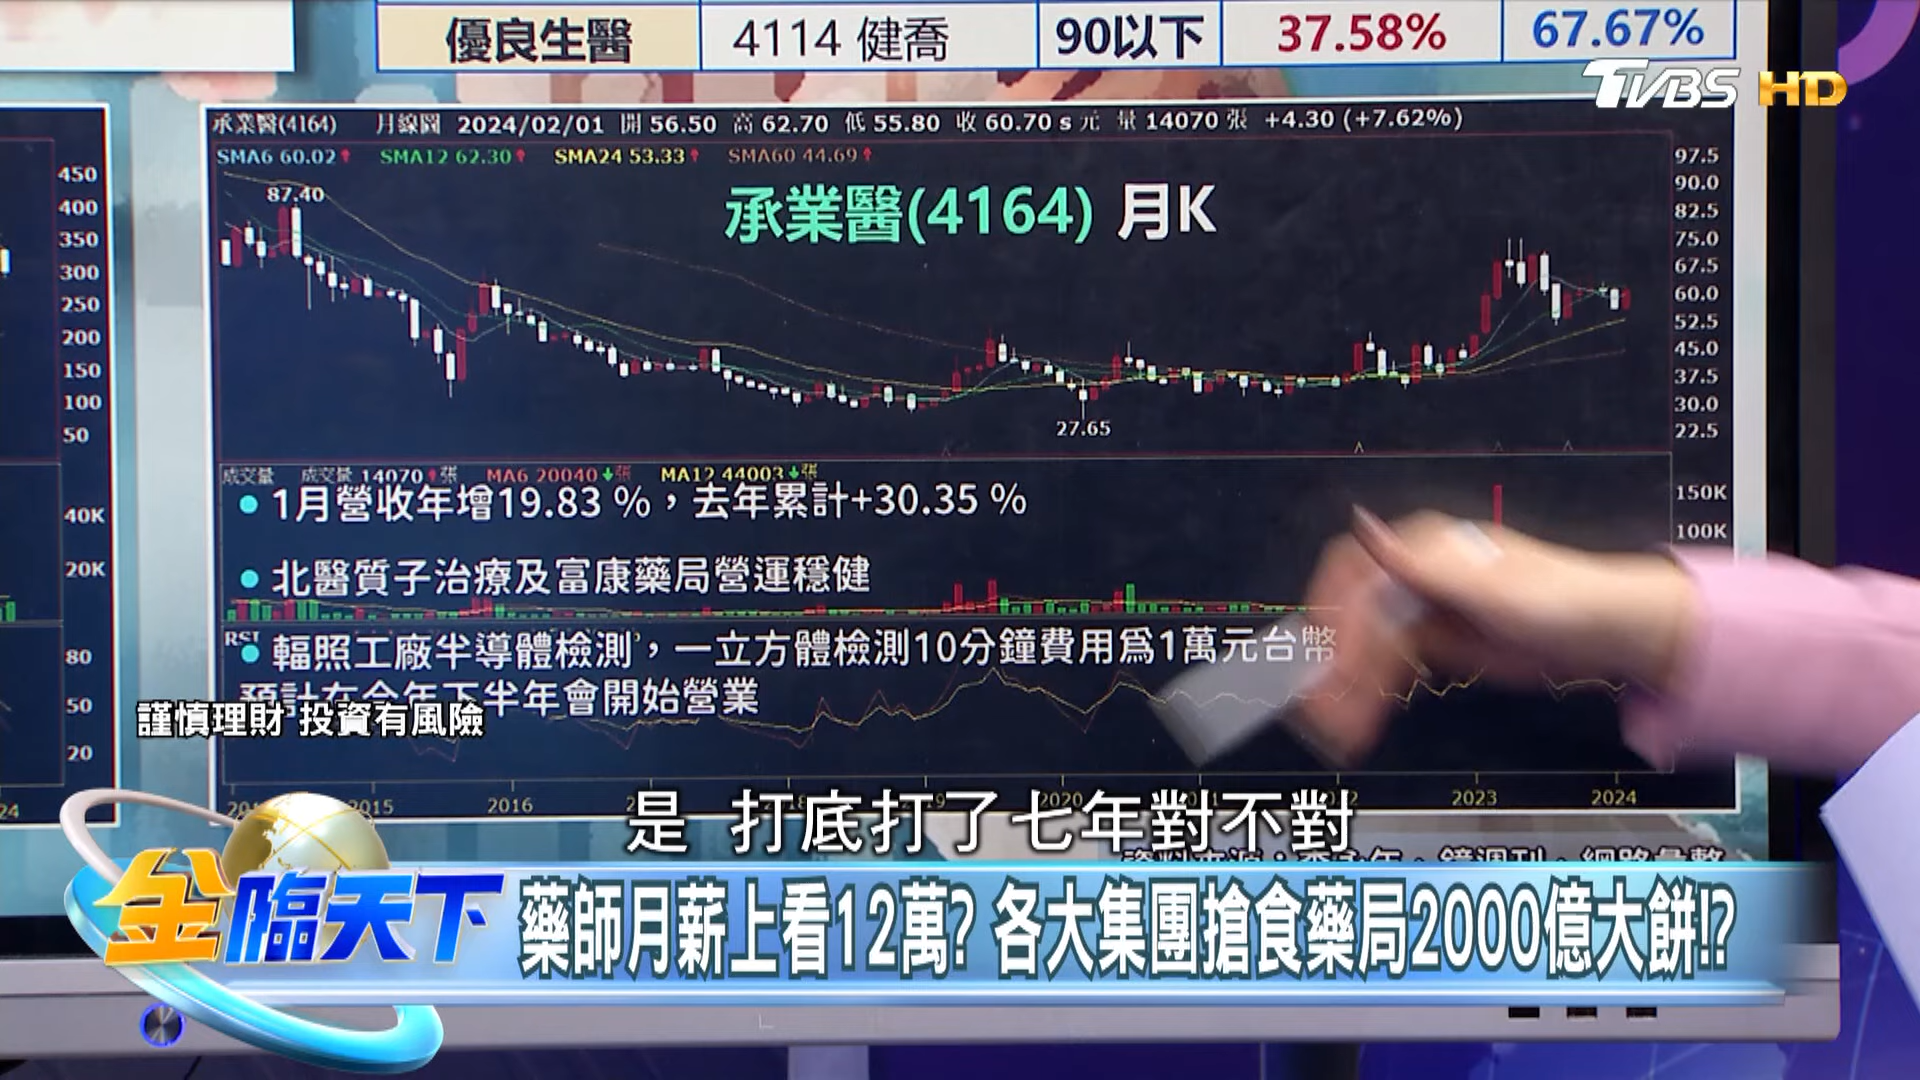 優良生醫 4114 健喬 90以下 37.58% 67.67%
TVBS HD
承業醫(4164) 月線圖 2024/02/01 開 56.50 高 62.70 低 55.80 收 60.70 s 元 量 14070 張 +4.30 (+7.62%)
SMA6 60.02 SMA12 62.30 SMA24 53.33 SMA60 44.69
87.40
承業醫(4164) 月K
27.65
97.5
90.0
82.5
75.0
67.5
60.0
52.5
45.0
37.5
30.0
22.5
450
400
350
300
250
200
150
100
50
40K
20K
80
50
20
成交量 成交量 14070 張 MA6 20040 張 MA12 44003 張
150K
100K
1月營收年增19.83 %，去年累計+30.35 %
北醫質子治療及富康藥局營運穩健
RSI
輻照工廠半導體檢測，一立方體檢測10分鐘費用為1萬元台幣
預計在今年下半年會開始營業
謹慎理財 投資有風險
2015 2016 2020 2023 2024
是 打底打了七年對不對
金臨天下
藥師月薪上看12萬? 各大集團搶食藥局2000億大餅!?